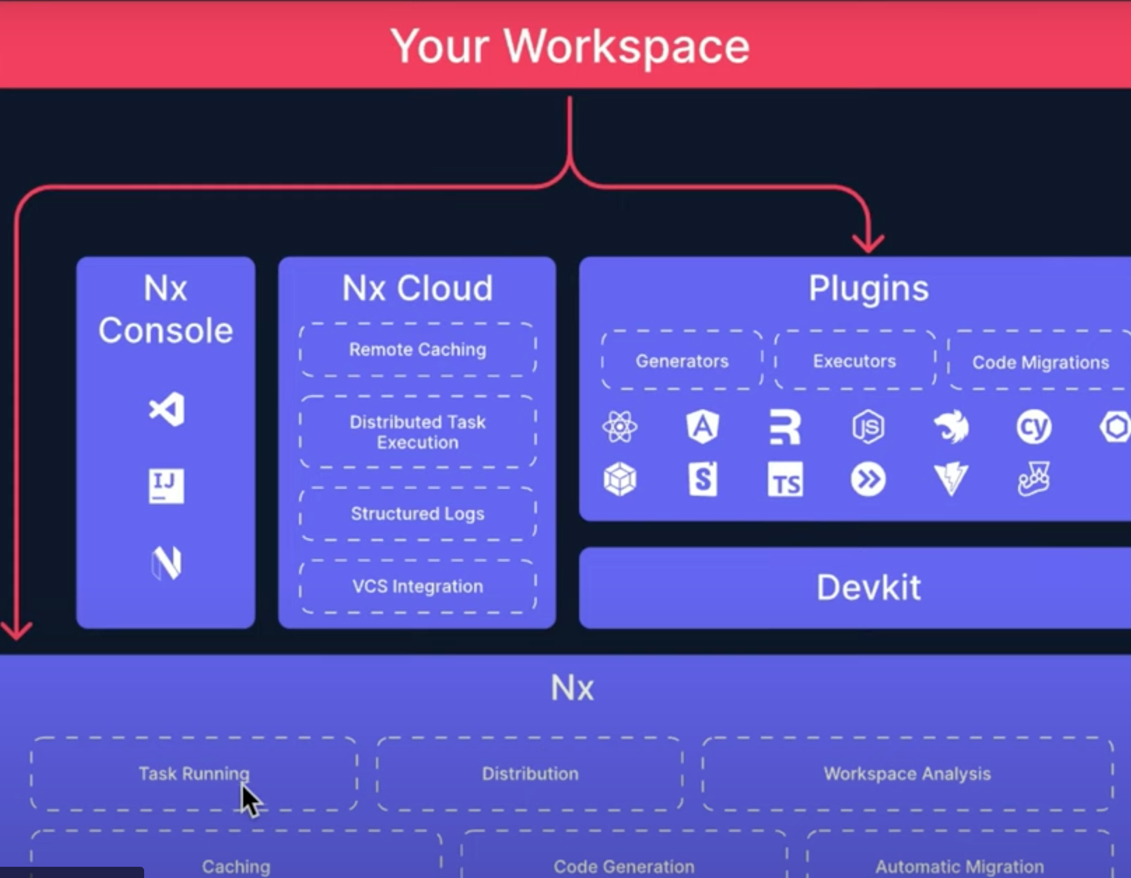 Your Workspace
Nx
Console
IJ
Nx Cloud
Remote Caching
Distributed Task
Execution
Structured Logs
VCS Integration
Plugins
Generators
Executors
Code Migrations
JS
cy
S
TS
Devkit
Nx
Task Running
Distribution
Workspace Analysis
Caching
Code Generation
Automatic Migration